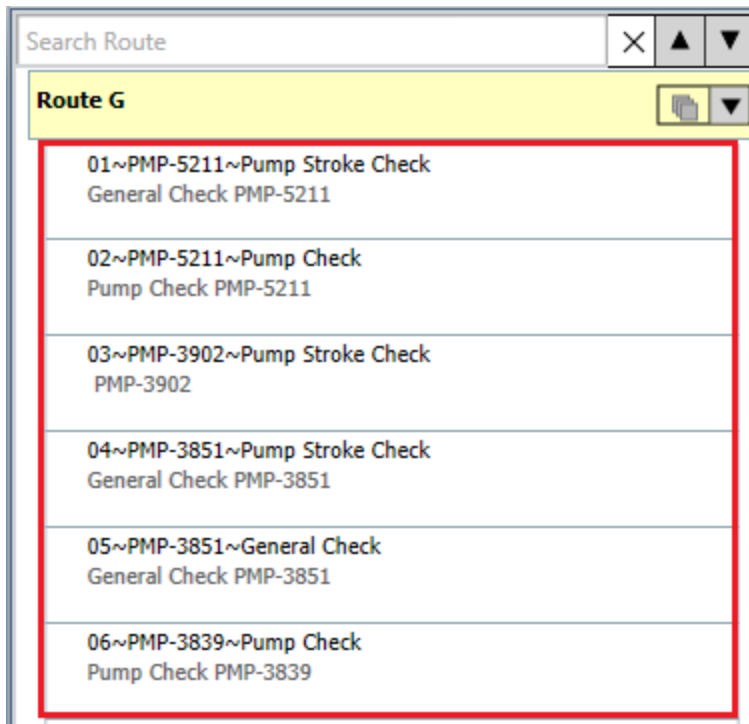 Search Route
Route G
01~PMP-5211~Pump Stroke Check
General Check PMP-5211
02~PMP-5211~Pump Check
Pump Check PMP-5211
03~PMP-3902~Pump Stroke Check
PMP-3902
04~PMP-3851~Pump Stroke Check
General Check PMP-3851
05~PMP-3851~General Check
General Check PMP-3851
06~PMP-3839~Pump Check
Pump Check PMP-3839